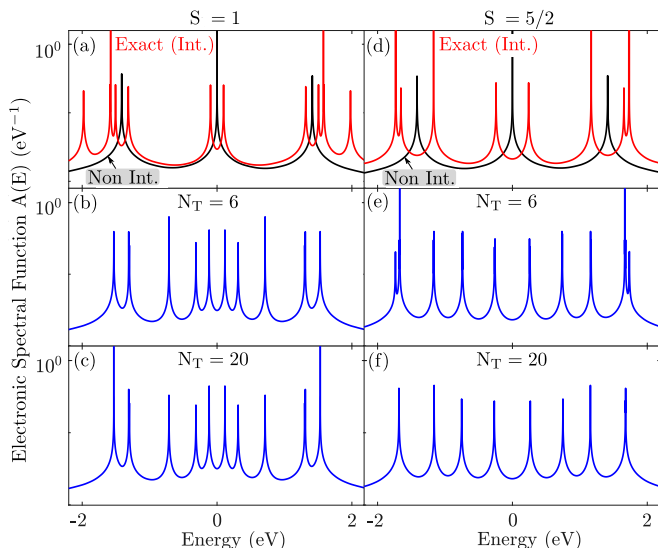 S = 1
S = 5/2
Electronic Spectral Function A(E) (eV⁻¹)
10⁰
(a)
Exact (Int.)
Non Int.
(d)
Exact (Int.)
Non Int.
10⁰
(b)
N_T = 6
(e)
N_T = 6
10⁰
(c)
N_T = 20
(f)
N_T = 20
-2 0 2
-2 0 2
Energy (eV)
Energy (eV)